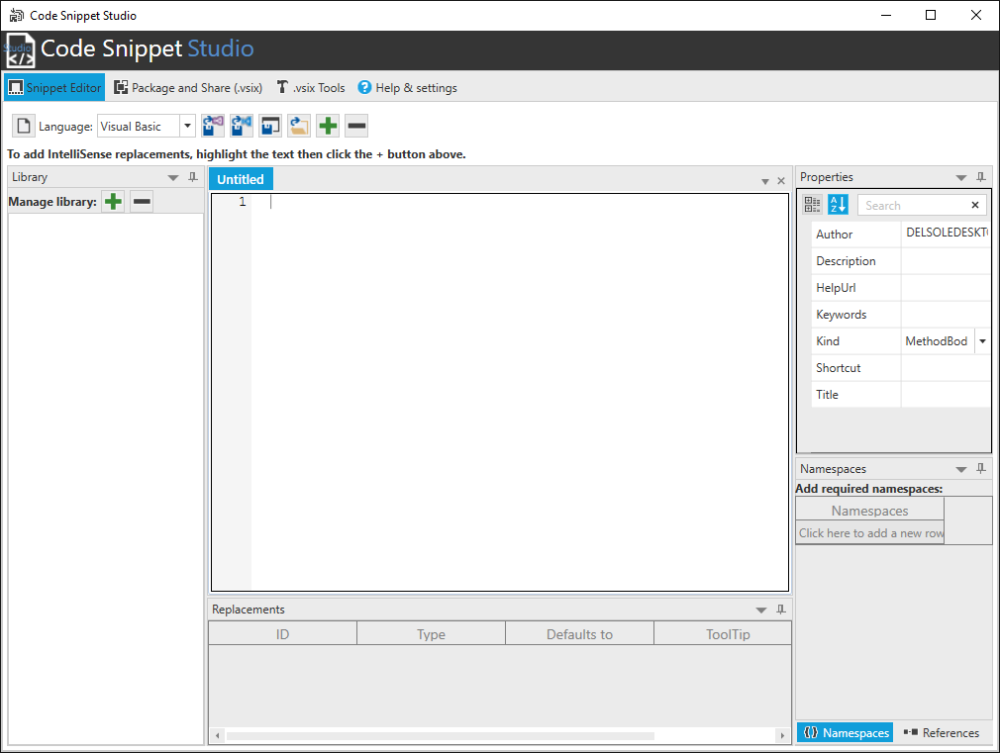 Code Snippet Studio
Studio
Code Snippet Studio
Snippet Editor
Package and Share (.vsix)
.vsix Tools
Help & settings
Language:
Visual Basic
To add IntelliSense replacements, highlight the text then click the + button above.
Library
Manage library:
Untitled
1
Properties
Search
Author
DELSOLEDESKTO
Description
HelpUrl
Keywords
Kind
MethodBod
Shortcut
Title
Namespaces
Add required namespaces:
Namespaces
Click here to add a new row
Replacements
ID
Type
Defaults to
ToolTip
Namespaces
References